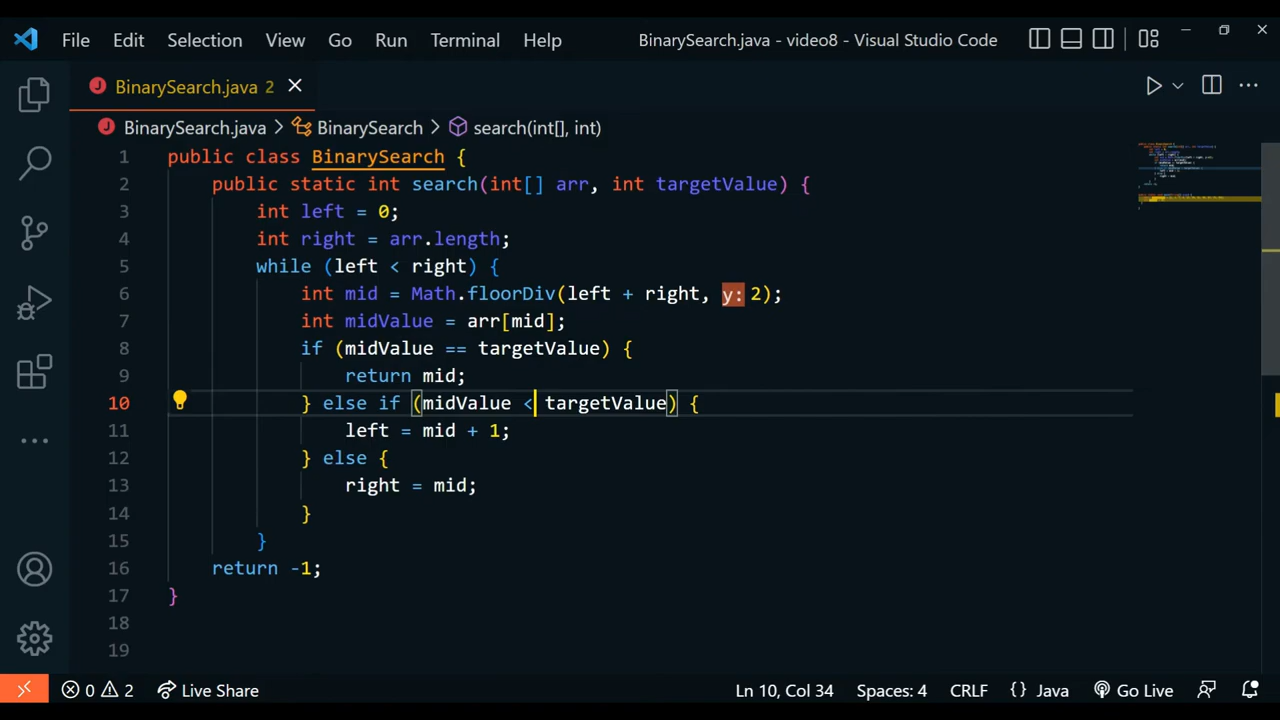 File Edit Selection View Go Run Terminal Help BinarySearch.java - video8 - Visual Studio Code
BinarySearch.java 2
BinarySearch.java > BinarySearch > search(int[], int)
1 public class BinarySearch {
2 public static int search(int[] arr, int targetValue) {
3 int left = 0;
4 int right = arr.length;
5 while (left < right) {
6 int mid = Math.floorDiv(left + right, y: 2);
7 int midValue = arr[mid];
8 if (midValue == targetValue) {
9 return mid;
10 } else if (midValue < targetValue) {
11 left = mid + 1;
12 } else {
13 right = mid;
14 }
15 }
16 return -1;
17 }
18
19
0 2 Live Share Ln 10, Col 34 Spaces: 4 CRLF {} Java Go Live